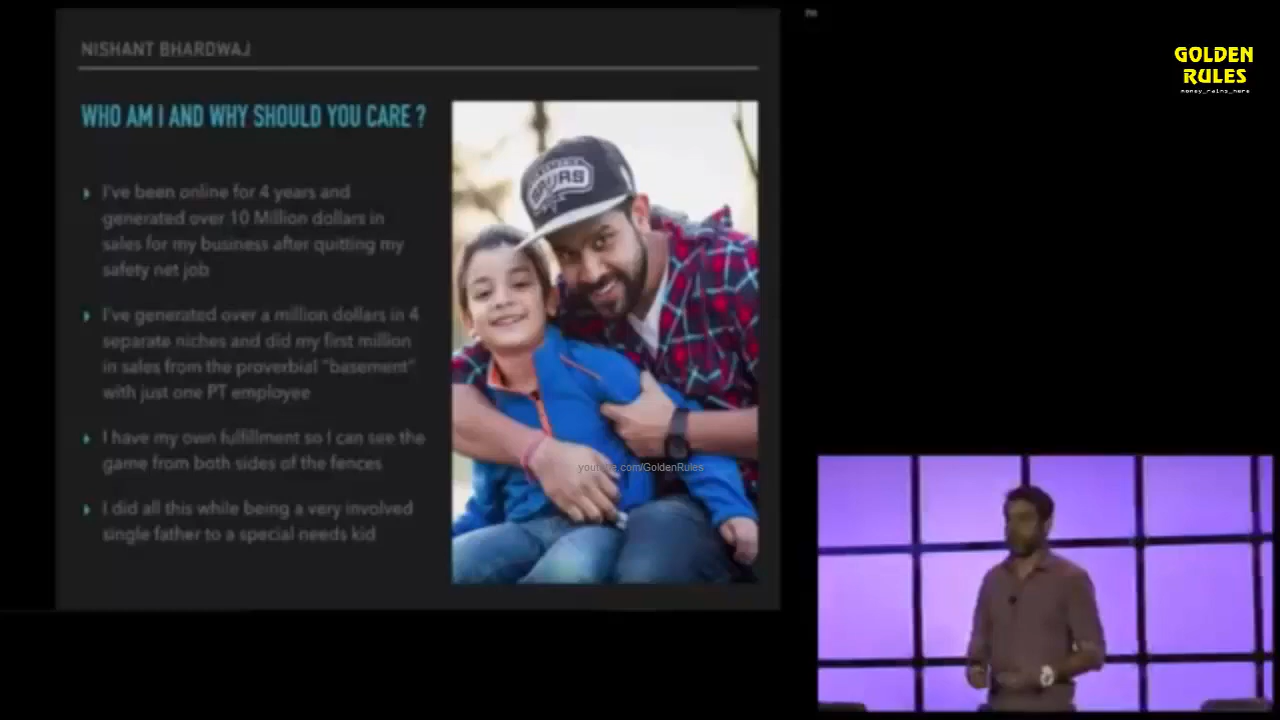 NISHANT BHARDWAJ
WHO AM I AND WHY SHOULD YOU CARE ?
I've been online for 4 years and
generated over 10 Million dollars in
sales for my business after quitting my
safety net job
I've generated over a million dollars in 4
separate niches and did my first million
in sales from the proverbial "basement"
with just one PT employee
I have my own fulfillment so I can see the
game from both sides of the fences
I did all this while being a very involved
single father to a special needs kid
SPURS
youtube.com/GoldenRules
GOLDEN
RULES
money_rains_here